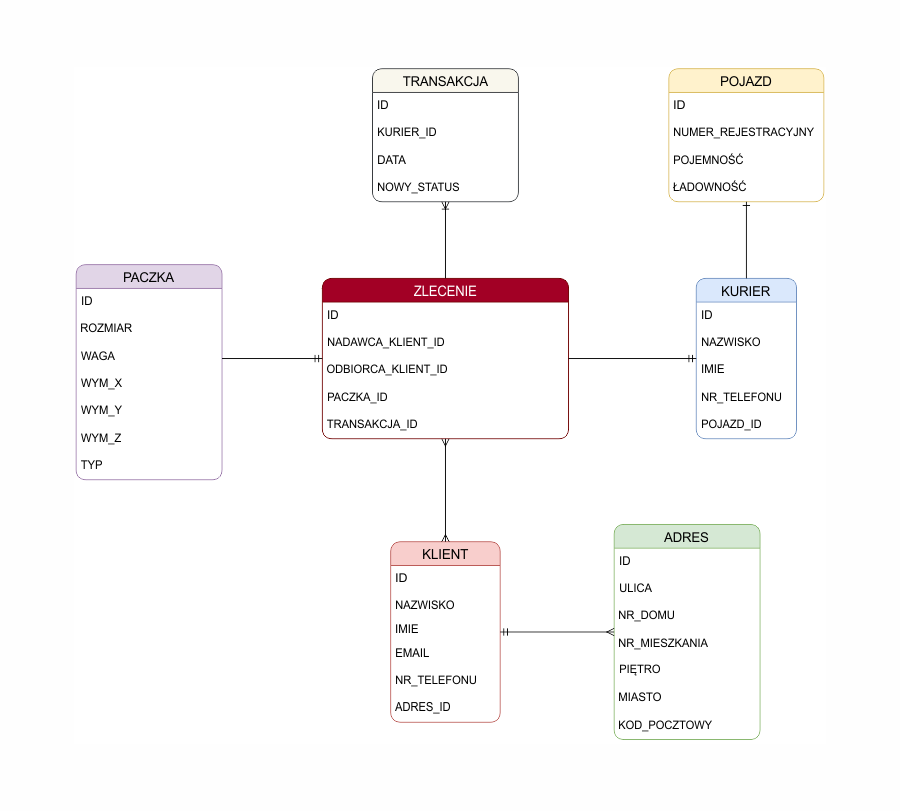 TRANSAKCJA
ID
KURIER_ID
DATA
NOWY_STATUS
POJAZD
ID
NUMER_REJESTRACYJNY
POJEMNOŚĆ
ŁADOWNOŚĆ
PACZKA
ID
ROZMIAR
WAGA
WYM_X
WYM_Y
WYM_Z
TYP
ZLECENIE
ID
NADAWCA_KLIENT_ID
ODBIORCA_KLIENT_ID
PACZKA_ID
TRANSAKCJA_ID
KURIER
ID
NAZWISKO
IMIE
NR_TELEFONU
POJAZD_ID
KLIENT
ID
NAZWISKO
IMIE
EMAIL
NR_TELEFONU
ADRES_ID
ADRES
ID
ULICA
NR_DOMU
NR_MIESZKANIA
PIĘTRO
MIASTO
KOD_POCZTOWY